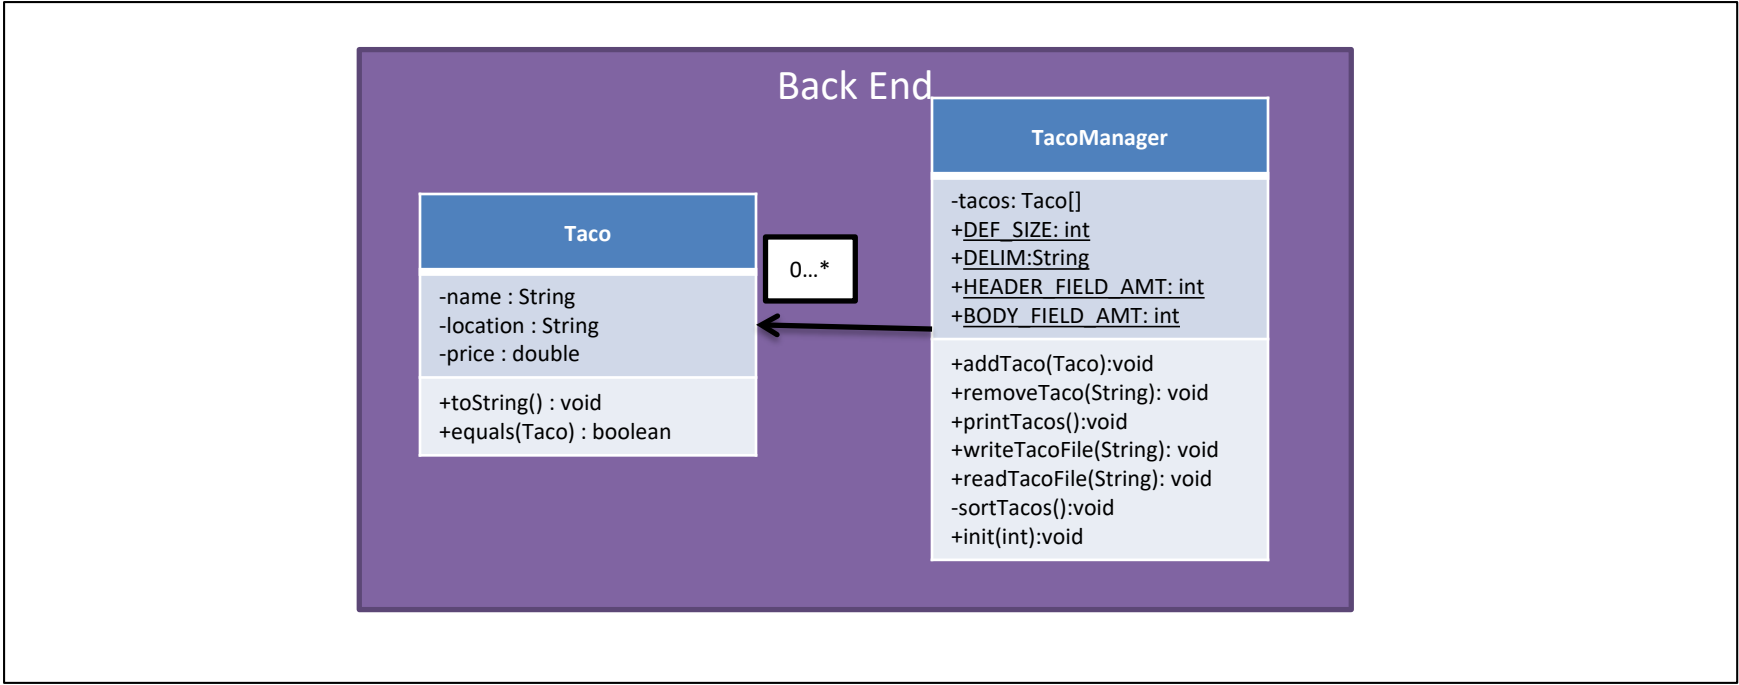 Back End
Taco
-name : String
-location : String
-price : double
+toString() : void
+equals(Taco) : boolean
0...*
TacoManager
-tacos: Taco[]
+DEF_SIZE: int
+DELIM:String
+HEADER_FIELD_AMT: int
+BODY_FIELD_AMT: int
+addTaco(Taco):void
+removeTaco(String): void
+printTacos():void
+writeTacoFile(String): void
+readTacoFile(String): void
-sortTacos():void
+init(int):void